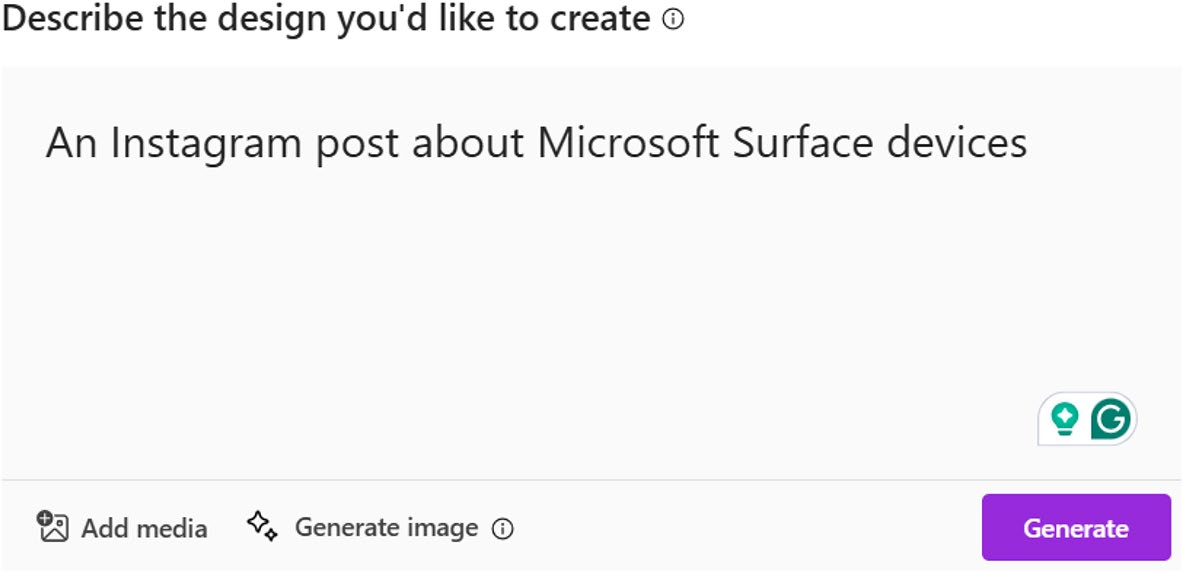 Describe the design you'd like to create
An Instagram post about Microsoft Surface devices
Add media
Generate image
Generate